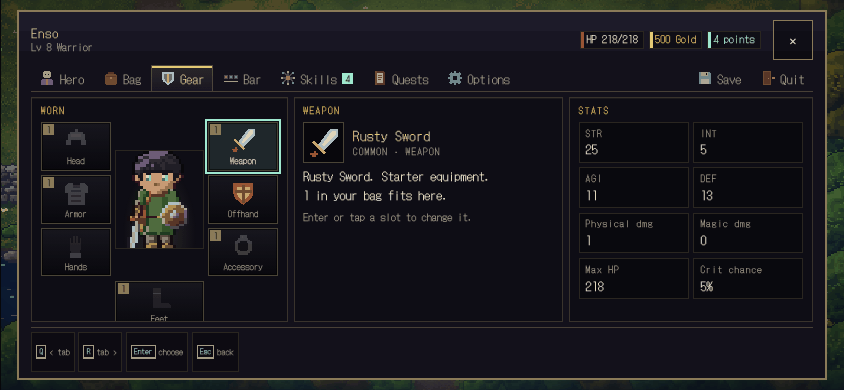 Enso
Lv 8 Warrior
HP 218/218
500 Gold
4 points
×
Hero
Bag
Gear
Bar
Skills 4
Quests
Options
Save
Quit
WORN
1
Head
1
Weapon
1
Armor
Offhand
Hands
1
Accessory
1
Feet
WEAPON
Rusty Sword
COMMON - WEAPON
Rusty Sword. Starter equipment.
1 in your bag fits here.
Enter or tap a slot to change it.
STATS
STR
25
INT
5
AGI
11
DEF
13
Physical dmg
1
Magic dmg
0
Max HP
218
Crit chance
5%
Q < tab
R tab >
Enter choose
Esc back